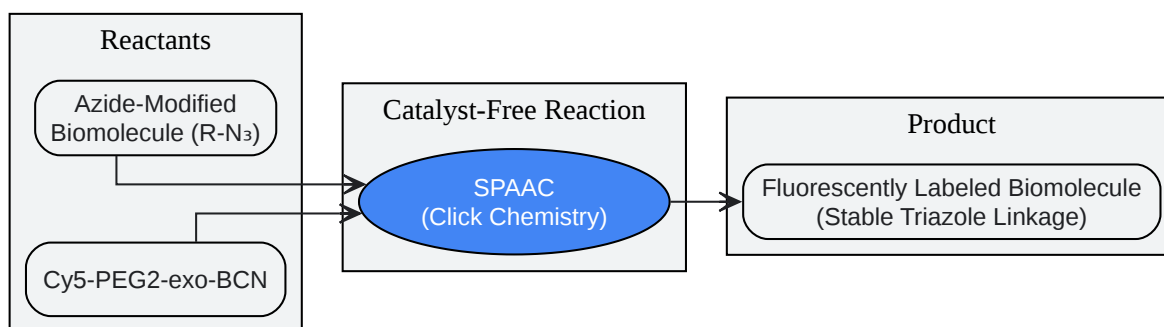 Reactants
Azide-Modified
Biomolecule (R-N₃)
Cy5-PEG2-exo-BCN
Catalyst-Free Reaction
SPAAC
(Click Chemistry)
Product
Fluorescently Labeled Biomolecule
(Stable Triazole Linkage)